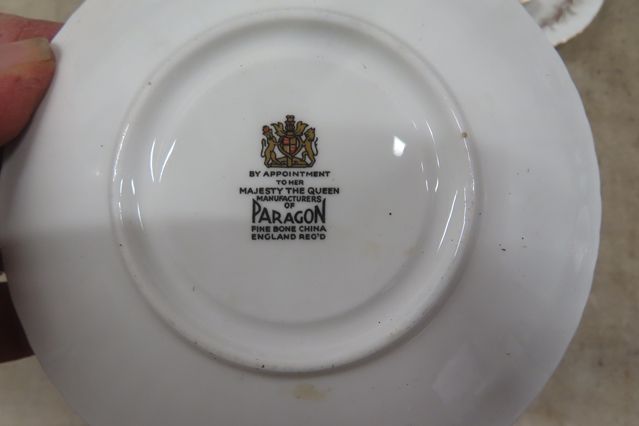 BY APPOINTMENT
TO HER
MAJESTY THE QUEEN
MANUFACTURERS
OF
PARAGON
FINE BONE CHINA
ENGLAND REG'D